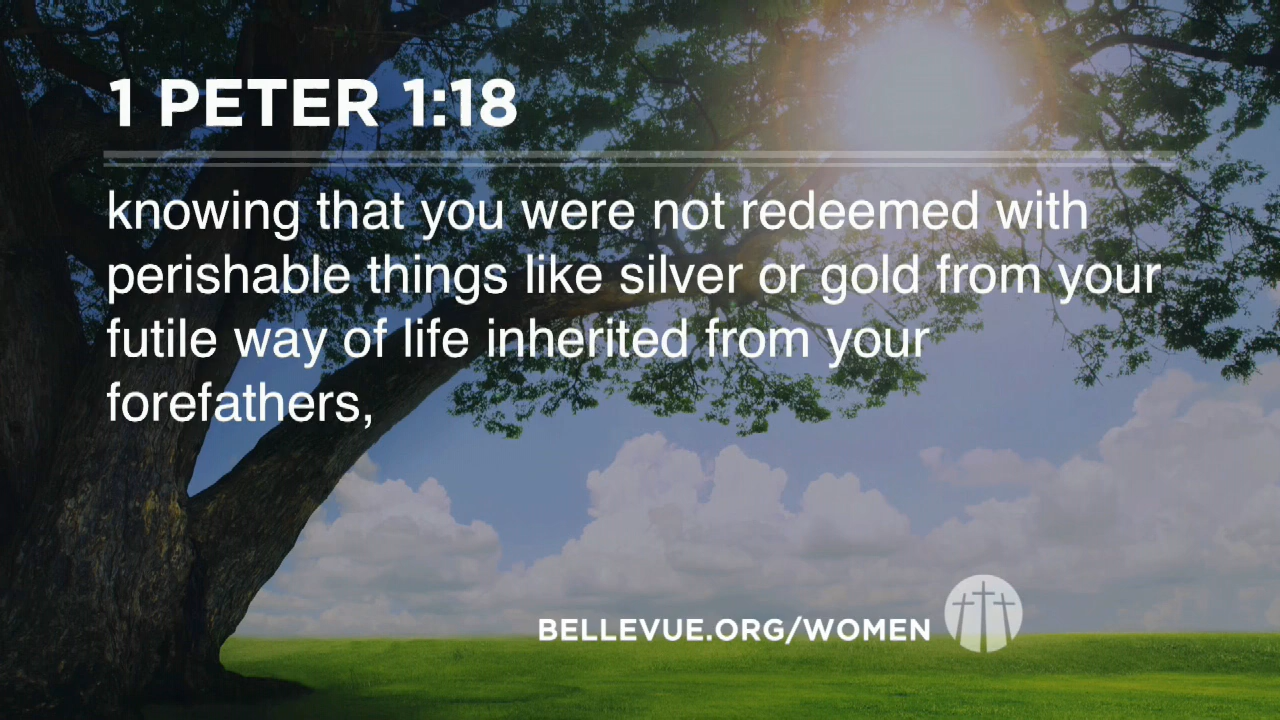 1 PETER 1:18
knowing that you were not redeemed with
perishable things like silver or gold from your
futile way of life inherited from your
forefathers,
BELLEVUE.ORG/WOMEN